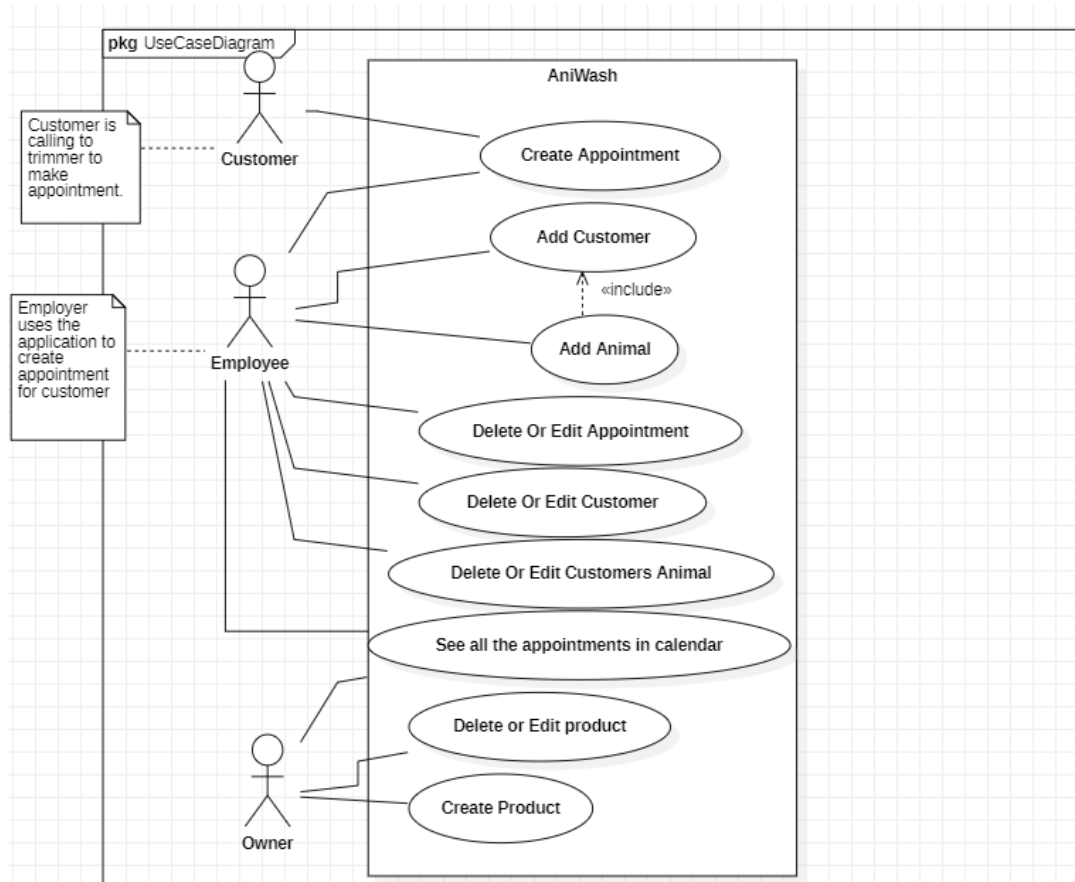 pkg UseCaseDiagram
AniWash
Customer is
calling to
trimmer to
make
appointment.
Customer
Create Appointment
Add Customer
«include»
Employer
uses the
application to
create
appointment
for customer
Employee
Add Animal
Delete Or Edit Appointment
Delete Or Edit Customer
Delete Or Edit Customers Animal
See all the appointments in calendar
Delete or Edit product
Create Product
Owner